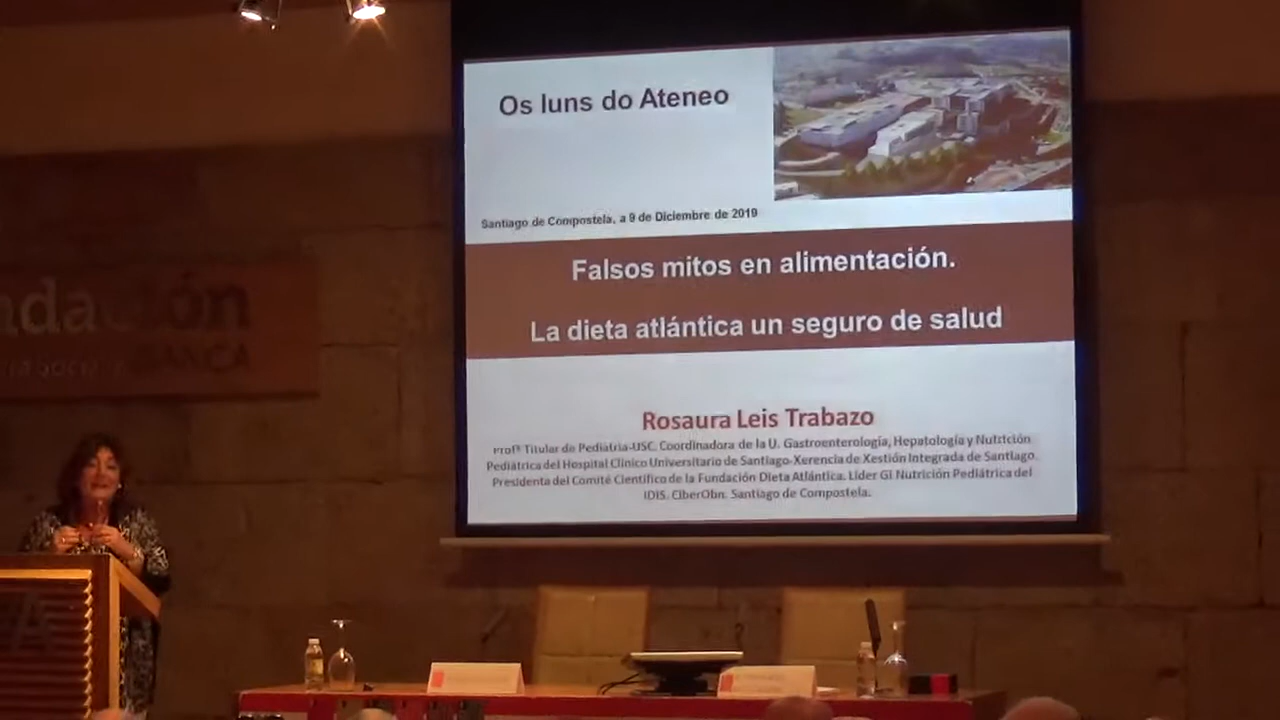 Os luns do Ateneo
Santiago de Compostela, a 9 de Diciembre de 2019
Falsos mitos en alimentación.
La dieta atlántica un seguro de salud
Rosaura Leis Trabazo
Profª Titular de Pediatría-USC. Coordinadora de la U. Gastroenterología, Hepatología y Nutrición
Pediátrica del Hospital Clínico Universitario de Santiago-Xerencia de Xestión Integrada de Santiago.
Presidenta del Comité Científico de la Fundación Dieta Atlántica. Líder GI Nutrición Pediátrica del
IDIS. CiberObn. Santiago de Compostela.
ndación